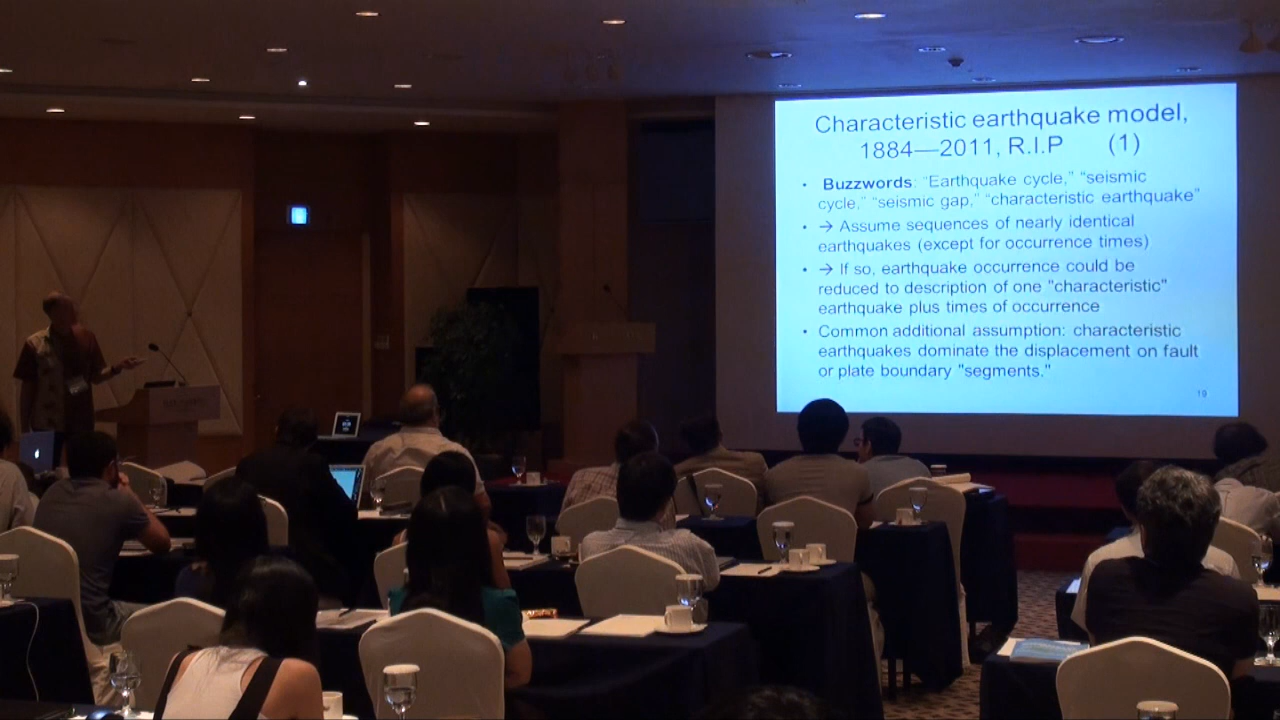 Characteristic earthquake model,
1884—2011, R.I.P (1)
• Buzzwords: "Earthquake cycle," "seismic
cycle," "seismic gap," "characteristic earthquake"
• → Assume sequences of nearly identical
earthquakes (except for occurrence times)
• → If so, earthquake occurrence could be
reduced to description of one "characteristic"
earthquake plus times of occurrence
• Common additional assumption: characteristic
earthquakes dominate the displacement on fault
or plate boundary "segments."
19